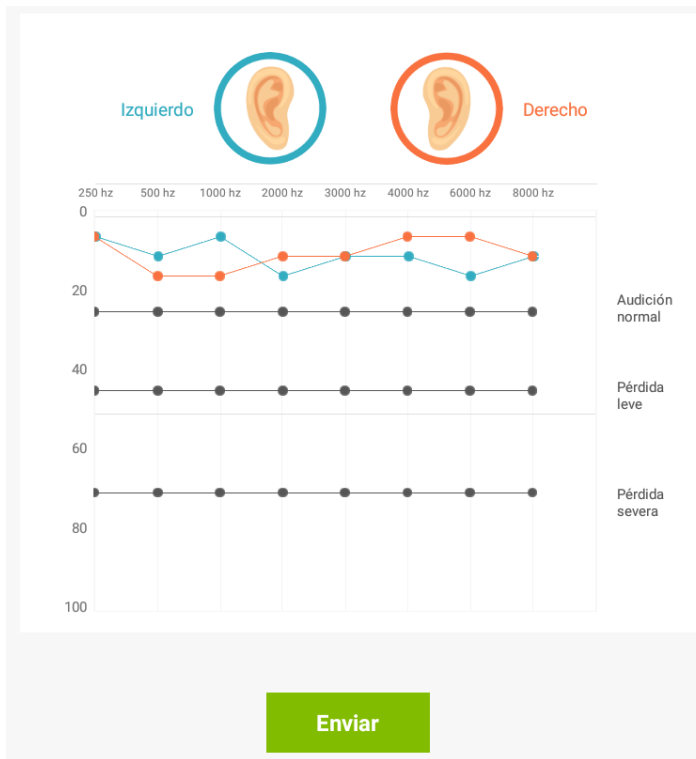 Izquierdo
Derecho
250 hz 500 hz 1000 hz 2000 hz 3000 hz 4000 hz 6000 hz 8000 hz
0
20
Audición
normal
40
Pérdida
leve
60
Pérdida
severa
80
100
Enviar